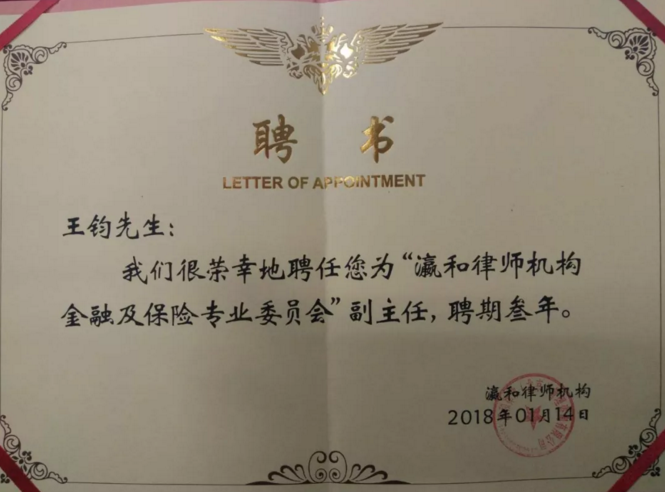 聘 书
LETTER OF APPOINTMENT
王钧先生：
我们很荣幸地聘任您为“瀛和律师机构
金融及保险专业委员会”副主任，聘期叁年。
瀛和律师机构
2018年01月14日